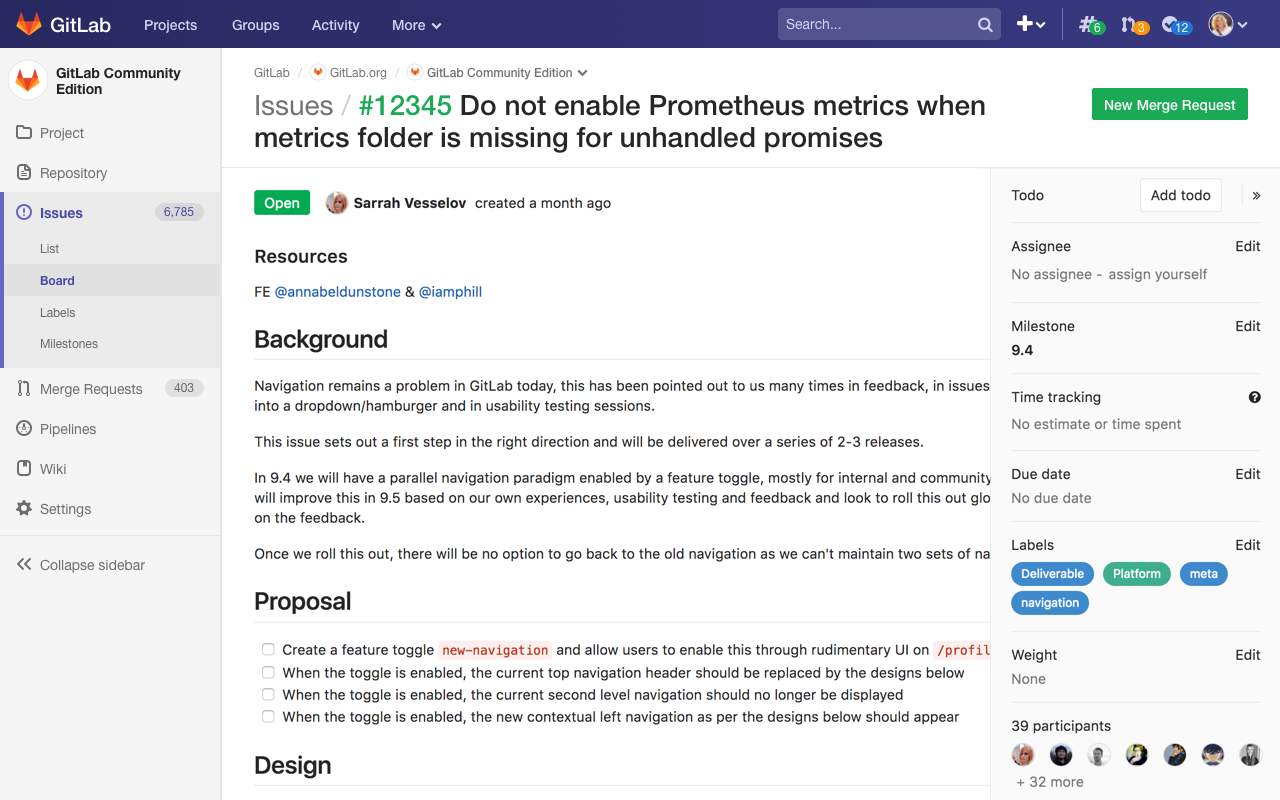 GitLab Projects Groups Activity More Search... 6 3 12
GitLab Community
Edition
Project
Repository
Issues 6,785
List
Board
Labels
Milestones
Merge Requests 403
Pipelines
Wiki
Settings
Collapse sidebar
GitLab / GitLab.org / GitLab Community Edition
Issues / #12345 Do not enable Prometheus metrics when
metrics folder is missing for unhandled promises
New Merge Request
Open Sarrah Vesselov created a month ago
Resources
FE @annabeldunstone & @iamphill
Background
Navigation remains a problem in GitLab today, this has been pointed out to us many times in feedback, in issues
into a dropdown/hamburger and in usability testing sessions.
This issue sets out a first step in the right direction and will be delivered over a series of 2-3 releases.
In 9.4 we will have a parallel navigation paradigm enabled by a feature toggle, mostly for internal and community
will improve this in 9.5 based on our own experiences, usability testing and feedback and look to roll this out glo
on the feedback.
Once we roll this out, there will be no option to go back to the old navigation as we can't maintain two sets of na
Proposal
Create a feature toggle new-navigation and allow users to enable this through rudimentary UI on /profil
When the toggle is enabled, the current top navigation header should be replaced by the designs below
When the toggle is enabled, the current second level navigation should no longer be displayed
When the toggle is enabled, the new contextual left navigation as per the designs below should appear
Design
Todo Add todo »
Assignee Edit
No assignee - assign yourself
Milestone Edit
9.4
Time tracking ?
No estimate or time spent
Due date Edit
No due date
Labels Edit
Deliverable Platform meta
navigation
Weight Edit
None
39 participants
+ 32 more